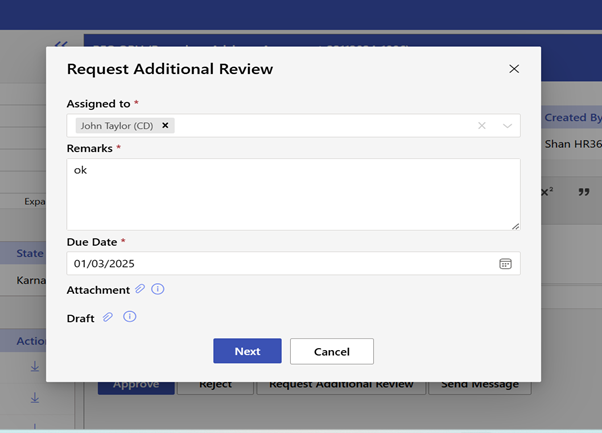 Request Additional Review
Assigned to *
John Taylor (CD)
Remarks *
ok
Due Date *
01/03/2025
Attachment
Draft
Next
Cancel
Created By
Shan HR36
Expa
State
Karna
Actio
Approve
Reject
Request Additional Review
Send Message